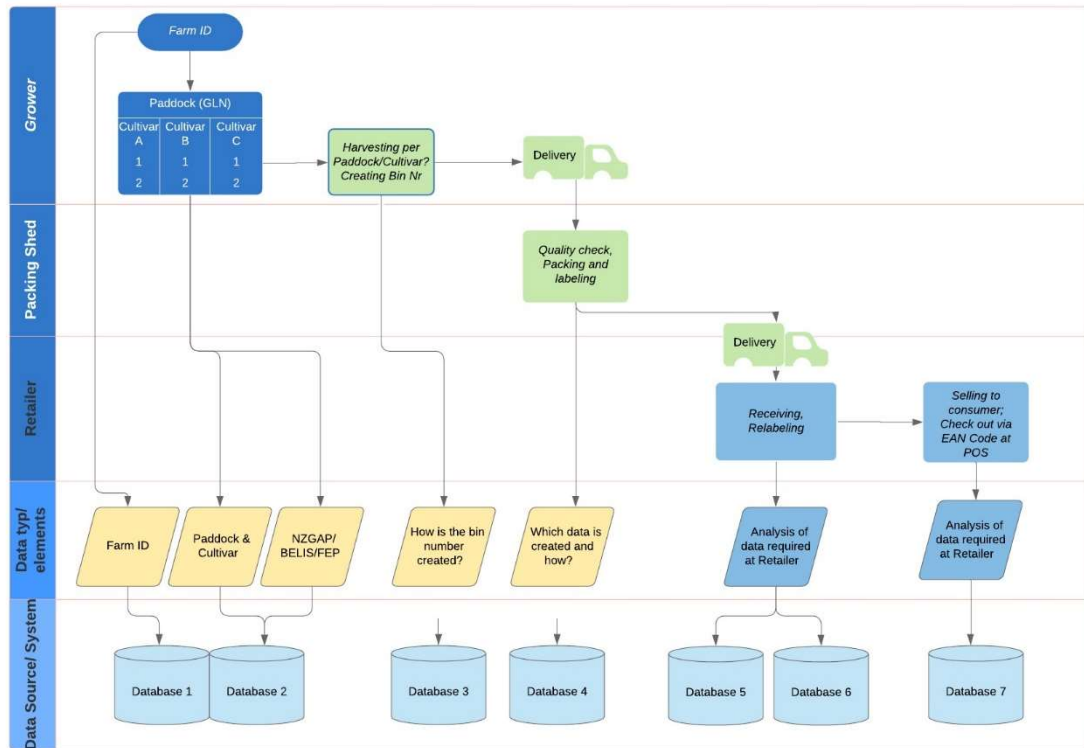 Grower
Farm ID
Paddock (GLN)
Cultivar Cultivar Cultivar
A B C
1 1 1
2 2 2
Harvesting per
Paddock/Cultivar?
Creating Bin Nr
Delivery
Packing Shed
Quality check,
Packing and
labeling
Delivery
Retailer
Receiving,
Relabeling
Selling to
consumer;
Check out via
EAN Code at
POS
Data typ/
elements
Farm ID
Paddock &
Cultivar
NZGAP/
BELIS/FEP
How is the bin
number
created?
Which data is
created and
how?
Analysis of
data required
at Retailer
Analysis of
data required
at Retailer
Data Source/ System
Database 1
Database 2
Database 3
Database 4
Database 5
Database 6
Database 7